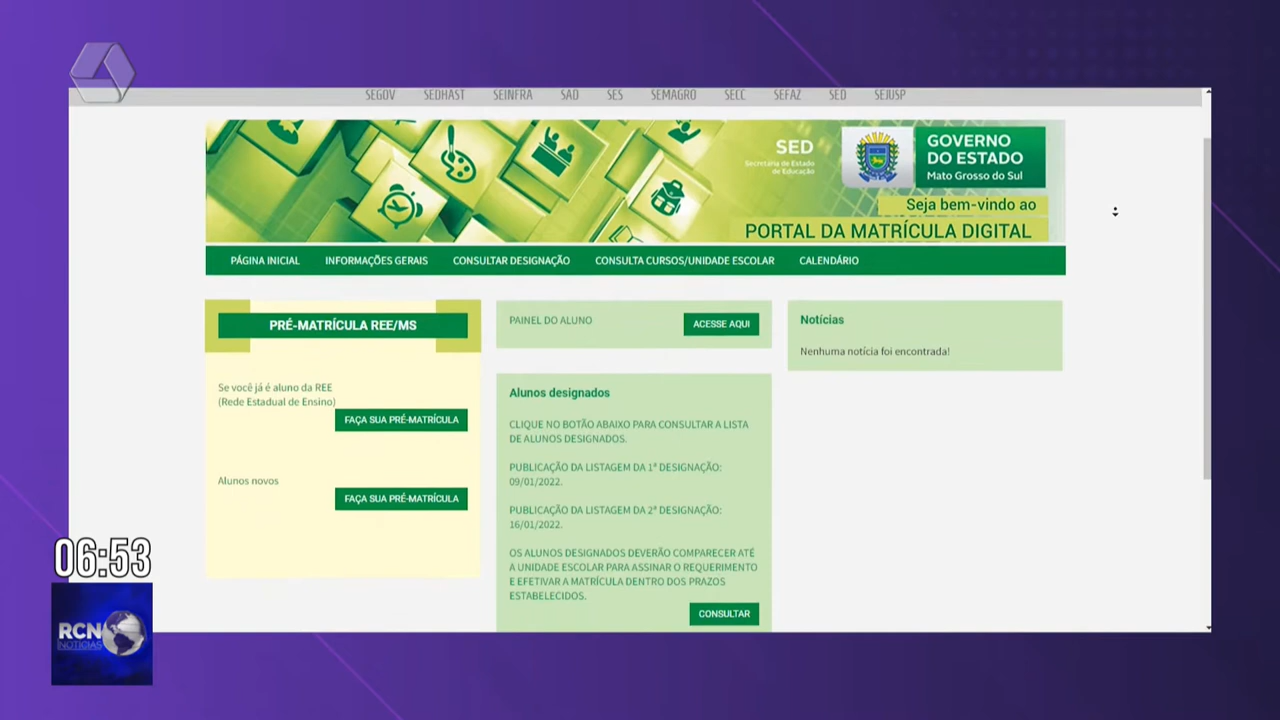 SEGOV SEDHAST SEINFRA SAD SES SEMAGRO SECC SEFAZ SED SEJUSP
SED
Secretaria de Estado
de Educação
GOVERNO
DO ESTADO
Mato Grosso do Sul
Seja bem-vindo ao
PORTAL DA MATRÍCULA DIGITAL
PÁGINA INICIAL INFORMAÇÕES GERAIS CONSULTAR DESIGNAÇÃO CONSULTA CURSOS/UNIDADE ESCOLAR CALENDÁRIO
PRÉ-MATRÍCULA REE/MS
Se você já é aluno da REE
(Rede Estadual de Ensino)
FAÇA SUA PRÉ-MATRÍCULA
Alunos novos
FAÇA SUA PRÉ-MATRÍCULA
PAINEL DO ALUNO
ACESSE AQUI
Alunos designados
CLIQUE NO BOTÃO ABAIXO PARA CONSULTAR A LISTA
DE ALUNOS DESIGNADOS.
PUBLICAÇÃO DA LISTAGEM DA 1ª DESIGNAÇÃO:
09/01/2022.
PUBLICAÇÃO DA LISTAGEM DA 2ª DESIGNAÇÃO:
16/01/2022.
OS ALUNOS DESIGNADOS DEVERÃO COMPARECER ATÉ
A UNIDADE ESCOLAR PARA ASSINAR O REQUERIMENTO
E EFETIVAR A MATRÍCULA DENTRO DOS PRAZOS
ESTABELECIDOS.
CONSULTAR
Notícias
Nenhuma notícia foi encontrada!
06:53
RCN
NOTÍCIAS